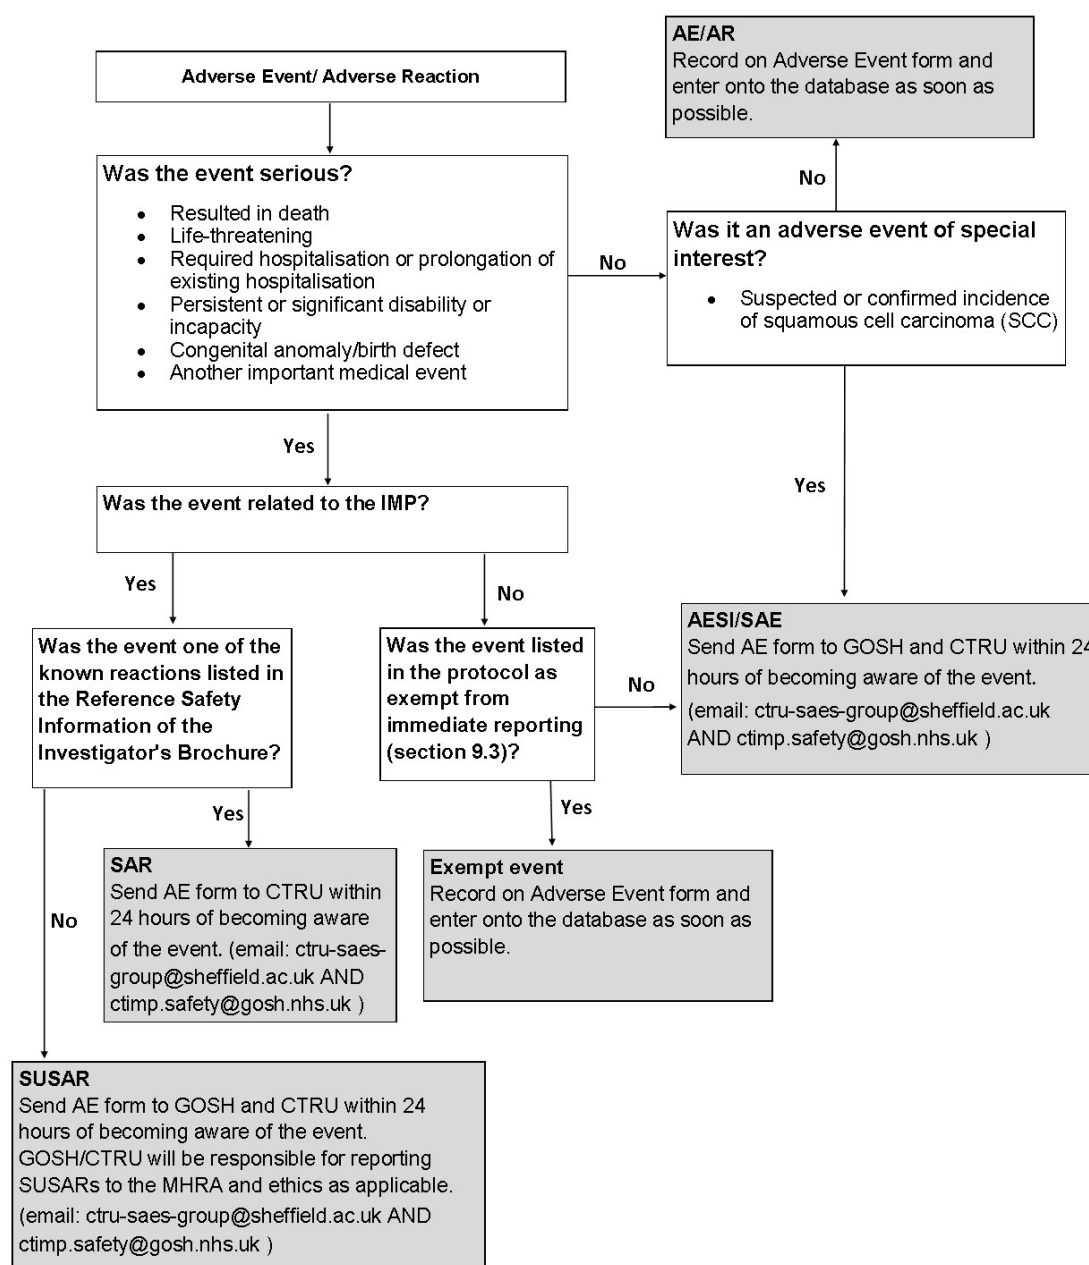 Adverse Event/ Adverse Reaction
AE/AR
Record on Adverse Event form and
enter onto the database as soon as
possible.
Was the event serious?
• Resulted in death
• Life-threatening
• Required hospitalisation or prolongation of
existing hospitalisation
• Persistent or significant disability or
incapacity
• Congenital anomaly/birth defect
• Another important medical event
No
No
Was it an adverse event of special
interest?
• Suspected or confirmed incidence
of squamous cell carcinoma (SCC)
Yes
Yes
Was the event related to the IMP?
Yes
No
Was the event one of the
known reactions listed in
the Reference Safety
Information of the
Investigator's Brochure?
Was the event listed
in the protocol as
exempt from
immediate reporting
(section 9.3)?
No
AESI/SAE
Send AE form to GOSH and CTRU within 24
hours of becoming aware of the event.
(email: ctru-saes-group@sheffield.ac.uk
AND ctimp.safety@gosh.nhs.uk )
Yes
Yes
No
SAR
Send AE form to CTRU within
24 hours of becoming aware
of the event. (email: ctru-saes-
group@sheffield.ac.uk AND
ctimp.safety@gosh.nhs.uk )
Exempt event
Record on Adverse Event form and
enter onto the database as soon as
possible.
SUSAR
Send AE form to GOSH and CTRU within 24
hours of becoming aware of the event.
GOSH/CTRU will be responsible for reporting
SUSARs to the MHRA and ethics as applicable.
(email: ctru-saes-group@sheffield.ac.uk AND
ctimp.safety@gosh.nhs.uk )